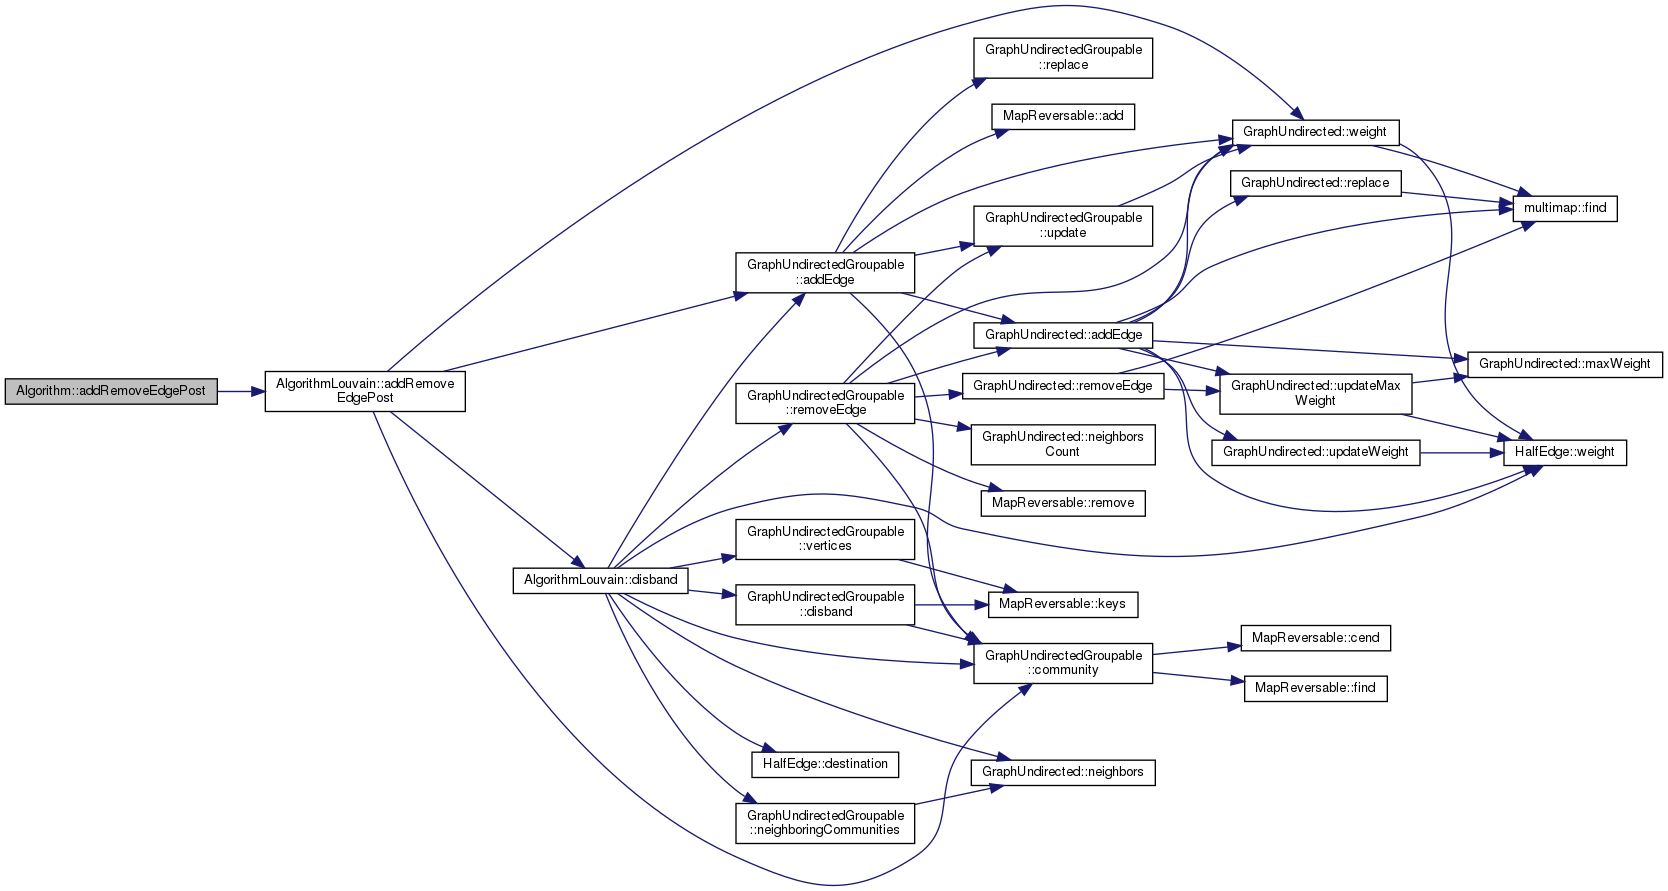 Algorithm::addRemoveEdgePost
AlgorithmLouvain::addRemove
EdgePost
AlgorithmLouvain::disband
GraphUndirectedGroupable
::addEdge
GraphUndirectedGroupable
::removeEdge
GraphUndirectedGroupable
::vertices
GraphUndirectedGroupable
::disband
HalfEdge::destination
GraphUndirectedGroupable
::neighboringCommunities
GraphUndirectedGroupable
::replace
MapReversable::add
GraphUndirectedGroupable
::update
GraphUndirected::addEdge
GraphUndirected::removeEdge
GraphUndirected::neighbors
Count
MapReversable::remove
MapReversable::keys
GraphUndirectedGroupable
::community
GraphUndirected::neighbors
GraphUndirected::weight
GraphUndirected::replace
GraphUndirected::updateMax
Weight
GraphUndirected::updateWeight
MapReversable::cend
MapReversable::find
multimap::find
GraphUndirected::maxWeight
HalfEdge::weight